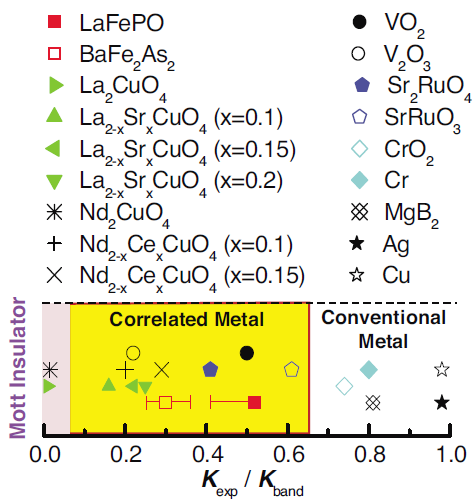 LaFePO
BaFe₂As₂
La₂CuO₄
La₂₋ₓSrₓCuO₄ (x=0.1)
La₂₋ₓSrₓCuO₄ (x=0.15)
La₂₋ₓSrₓCuO₄ (x=0.2)
Nd₂CuO₄
Nd₂₋ₓCeₓCuO₄ (x=0.1)
Nd₂₋ₓCeₓCuO₄ (x=0.15)
VO₂
V₂O₃
Sr₂RuO₄
SrRuO₃
CrO₂
Cr
MgB₂
Ag
Cu
Mott Insulator
Correlated Metal
Conventional
Metal
0.0 0.2 0.4 0.6 0.8 1.0
K_exp / K_band